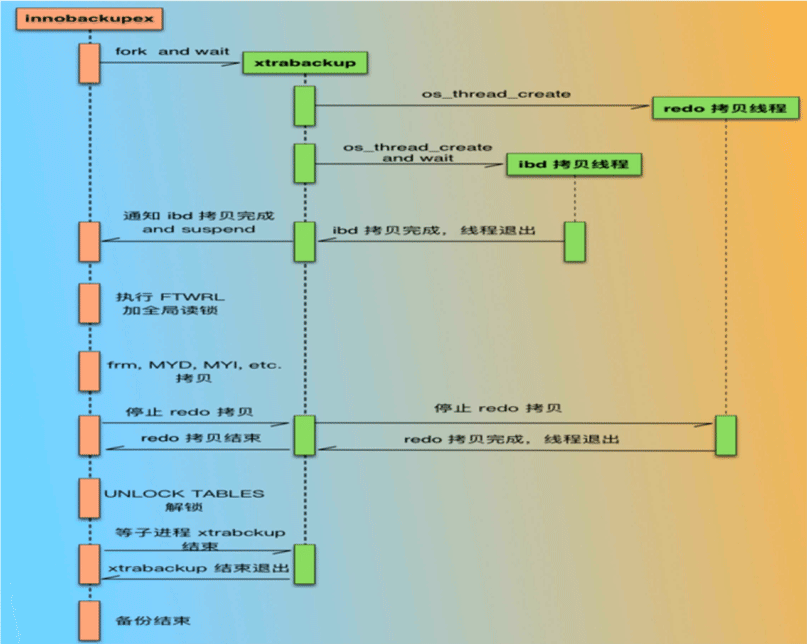 innobackupex
fork and wait
xtrabackup
os_thread_create
redo 拷贝线程
os_thread_create
and wait
ibd 拷贝线程
通知 ibd 拷贝完成
and suspend
ibd 拷贝完成，线程退出
执行 FTWRL
加全局读锁
frm, MYD, MYI, etc.
拷贝
停止 redo 拷贝
停止 redo 拷贝
redo 拷贝结束
redo 拷贝完成，线程退出
UNLOCK TABLES
解锁
等子进程 xtrabckup
结束
xtrabackup 结束退出
备份结束